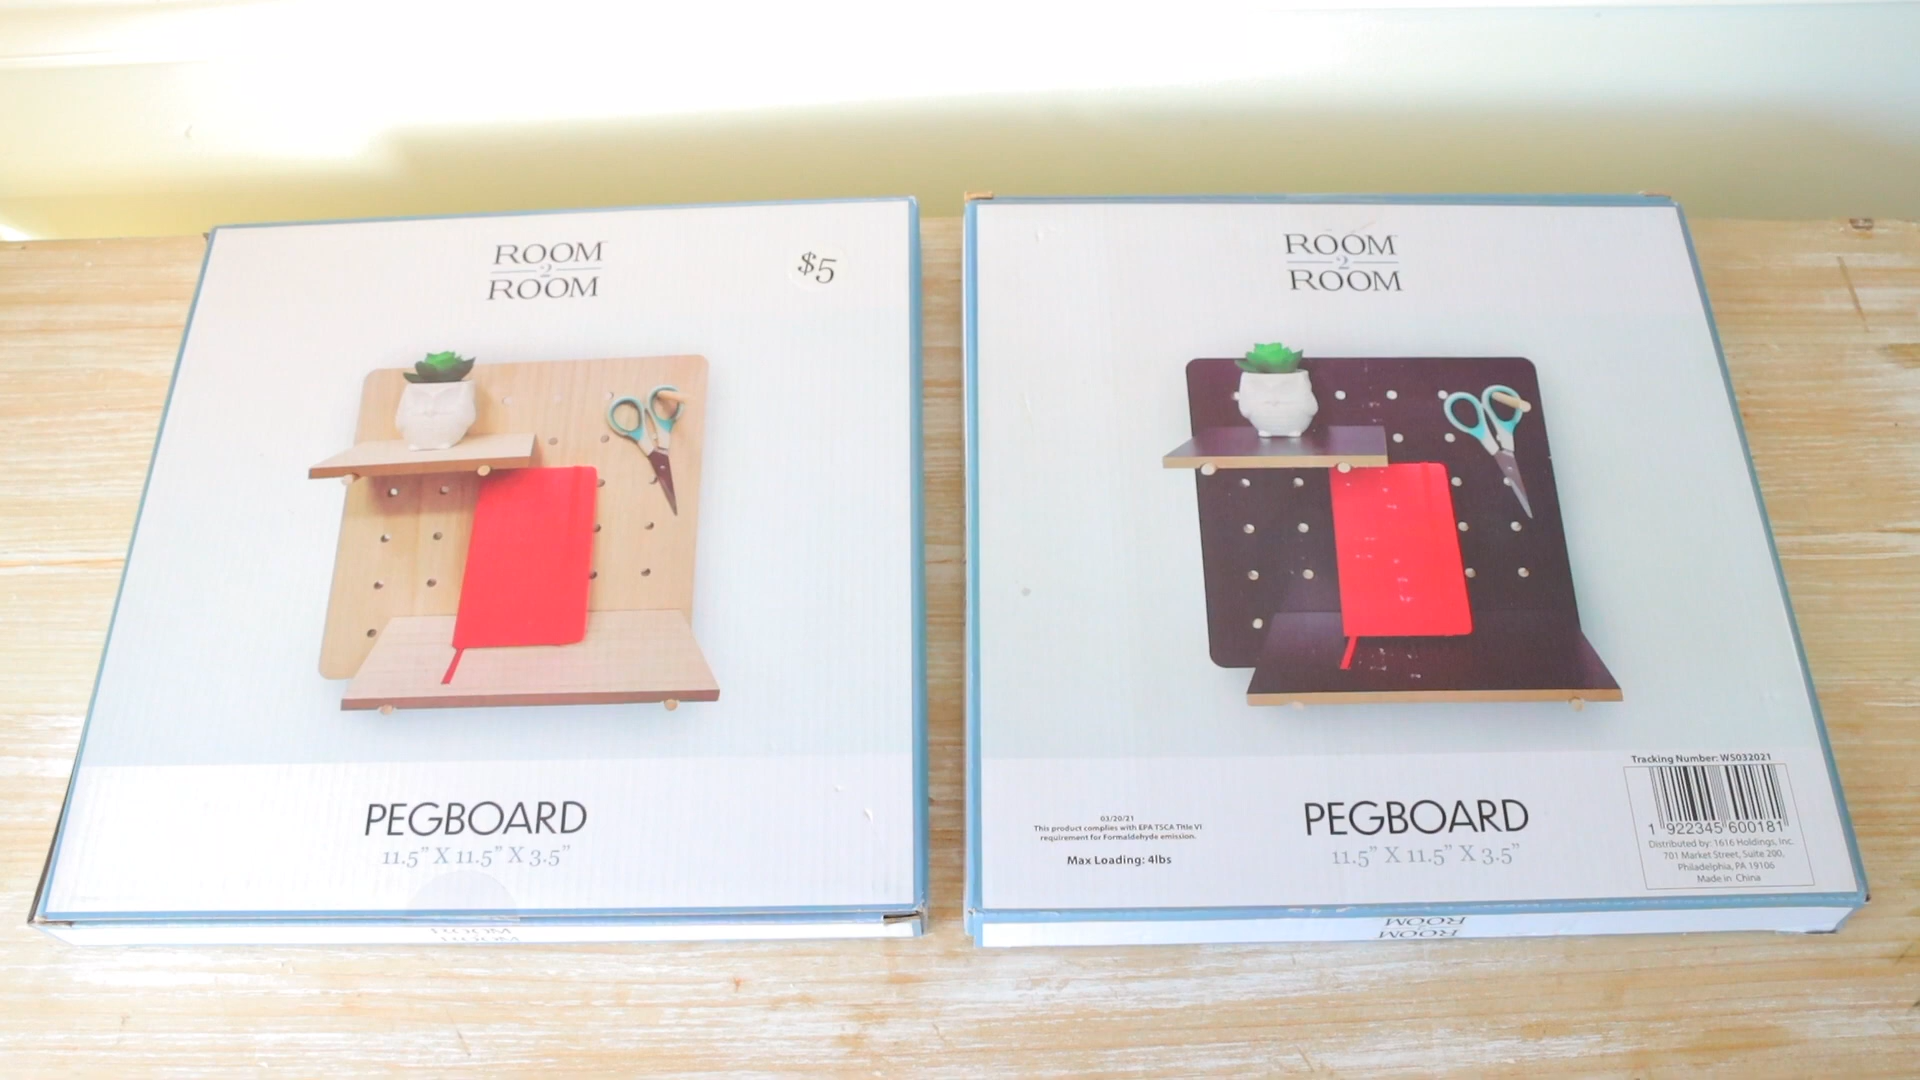 ROOM
2
ROOM
$5
PEGBOARD
11.5” X 11.5” X 3.5”
ROOM
ROOM
ROOM
2
ROOM
03/20/21
This product complies with EPA TSCA Title VI
requirement for Formaldehyde emission.
Max Loading: 4lbs
PEGBOARD
11.5” X 11.5” X 3.5”
Tracking Number: WS032021
1 922345 600181
Distributed by: 1616 Holdings, Inc.
701 Market Street, Suite 200,
Philadelphia, PA 19106
Made in China
ROOM
ROOM